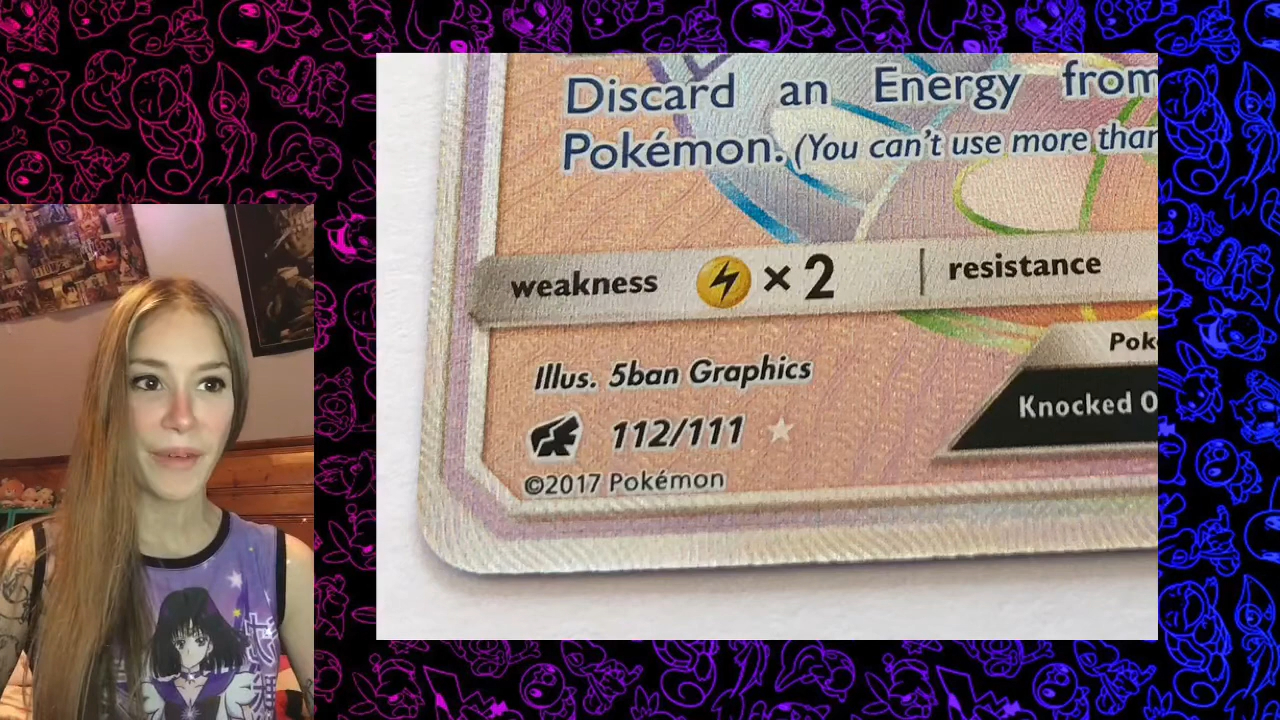 Discard an Energy from
Pokémon. (You can't use more than
weakness × 2 resistance
Illus. 5ban Graphics
Poké
112/111
Knocked O
©2017 Pokémon